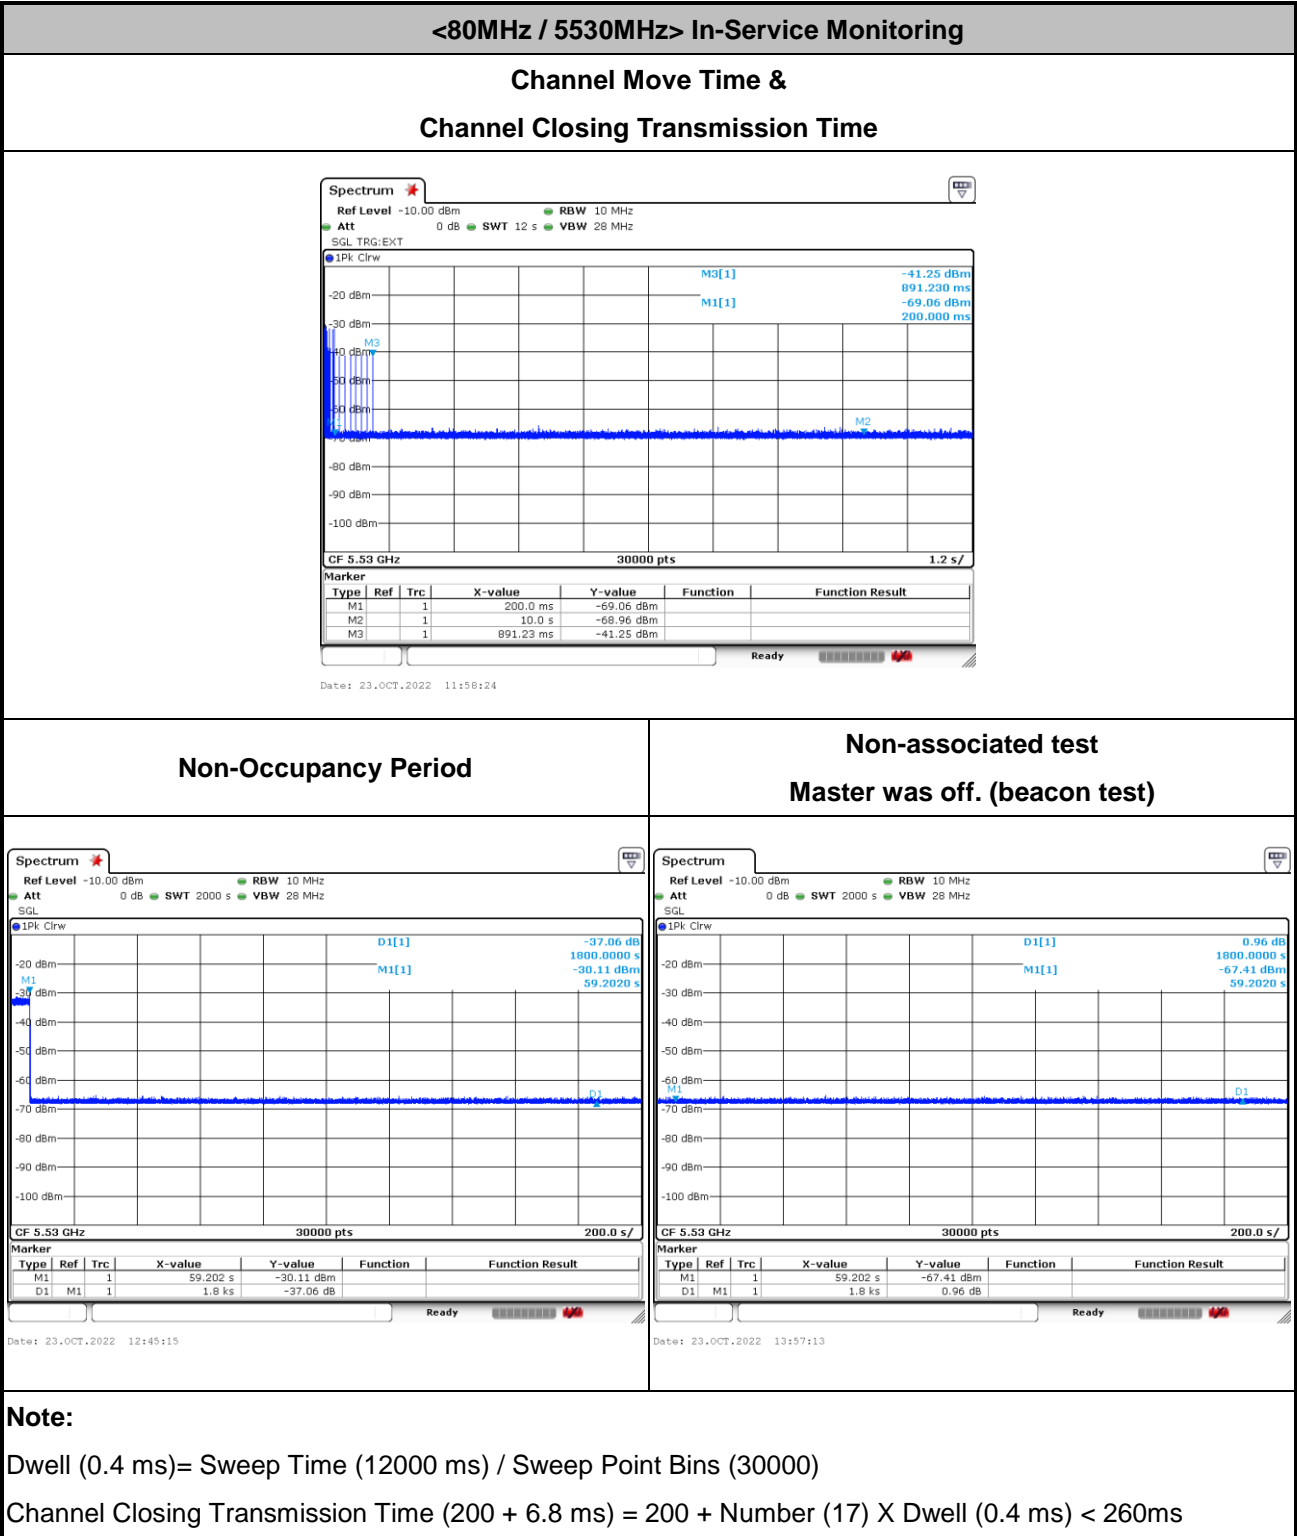 <80MHz / 5530MHz> In-Service Monitoring
Channel Move Time &
Channel Closing Transmission Time
Spectrum
Ref Level -10.00 dBm RBW 10 MHz
Att 0 dB SWT 12 s VBW 28 MHz
SGL TRG:EXT
1Pk Clrw
M3[1] -41.25 dBm
891.230 ms
-20 dBm
M1[1] -69.06 dBm
200.000 ms
-30 dBm
M3
-40 dBm
-50 dBm
-60 dBm
M2
-70 dBm
-80 dBm
-90 dBm
-100 dBm
CF 5.53 GHz 30000 pts 1.2 s/
Marker
Type Ref Trc X-value Y-value Function Function Result
M1 1 200.0 ms -69.06 dBm
M2 1 10.0 s -68.96 dBm
M3 1 891.23 ms -41.25 dBm
Ready
Date: 23.OCT.2022 11:58:24
Non-Occupancy Period
Non-associated test
Master was off. (beacon test)
Spectrum
Ref Level -10.00 dBm RBW 10 MHz
Att 0 dB SWT 2000 s VBW 28 MHz
SGL
1Pk Clrw
D1[1] -37.06 dB
1800.0000 s
-20 dBm
M1[1] -30.11 dBm
59.2020 s
M1
-30 dBm
-40 dBm
-50 dBm
-60 dBm
D1
-70 dBm
-80 dBm
-90 dBm
-100 dBm
CF 5.53 GHz 30000 pts 200.0 s/
Marker
Type Ref Trc X-value Y-value Function Function Result
M1 1 59.202 s -30.11 dBm
D1 M1 1 1.8 ks -37.06 dB
Ready
Date: 23.OCT.2022 12:45:15
Spectrum
Ref Level -10.00 dBm RBW 10 MHz
Att 0 dB SWT 2000 s VBW 28 MHz
SGL
1Pk Clrw
D1[1] 0.96 dB
1800.0000 s
-20 dBm
M1[1] -67.41 dBm
59.2020 s
-30 dBm
-40 dBm
-50 dBm
-60 dBm
M1 D1
-70 dBm
-80 dBm
-90 dBm
-100 dBm
CF 5.53 GHz 30000 pts 200.0 s/
Marker
Type Ref Trc X-value Y-value Function Function Result
M1 1 59.202 s -67.41 dBm
D1 M1 1 1.8 ks 0.96 dB
Ready
Date: 23.OCT.2022 13:57:13
Note:
Dwell (0.4 ms)= Sweep Time (12000 ms) / Sweep Point Bins (30000)
Channel Closing Transmission Time (200 + 6.8 ms) = 200 + Number (17) X Dwell (0.4 ms) < 260ms